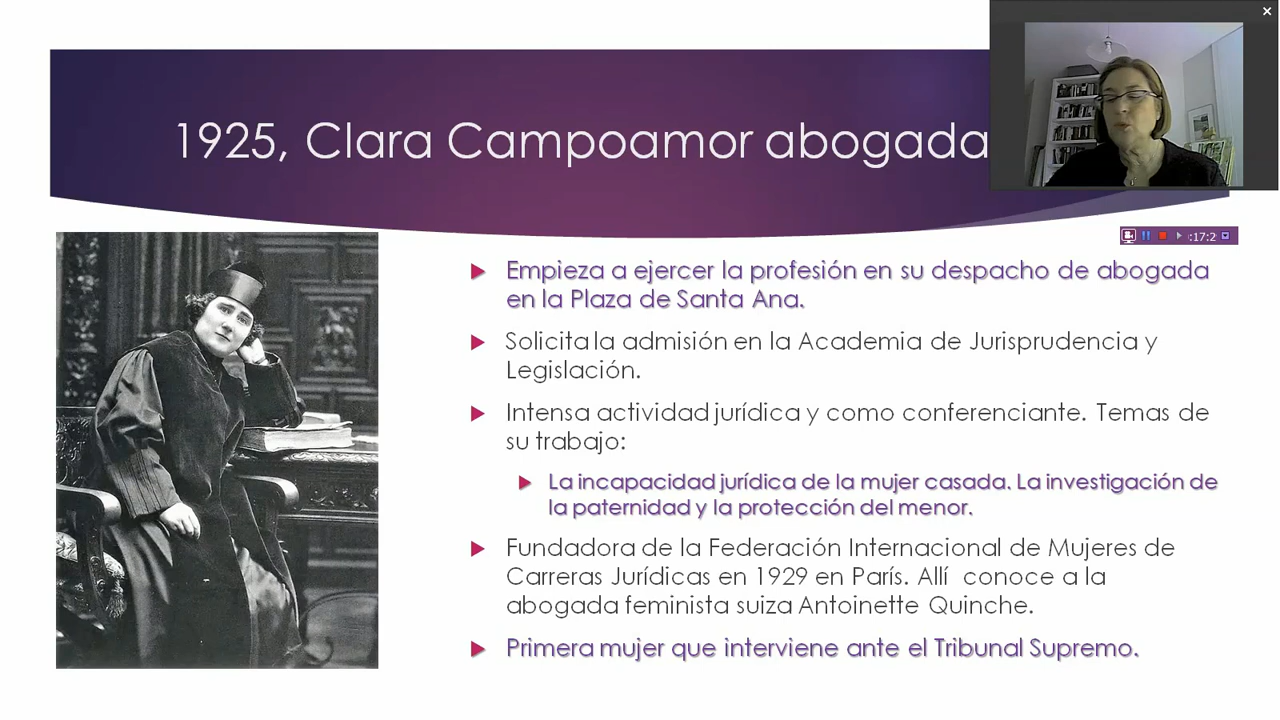 1925, Clara Campoamor abogada
:17:2
Empieza a ejercer la profesión en su despacho de abogada
en la Plaza de Santa Ana.
Solicita la admisión en la Academia de Jurisprudencia y
Legislación.
Intensa actividad jurídica y como conferenciante. Temas de
su trabajo:
La incapacidad jurídica de la mujer casada. La investigación de
la paternidad y la protección del menor.
Fundadora de la Federación Internacional de Mujeres de
Carreras Jurídicas en 1929 en París. Allí  conoce a la
abogada feminista suiza Antoinette Quinche.
Primera mujer que interviene ante el Tribunal Supremo.